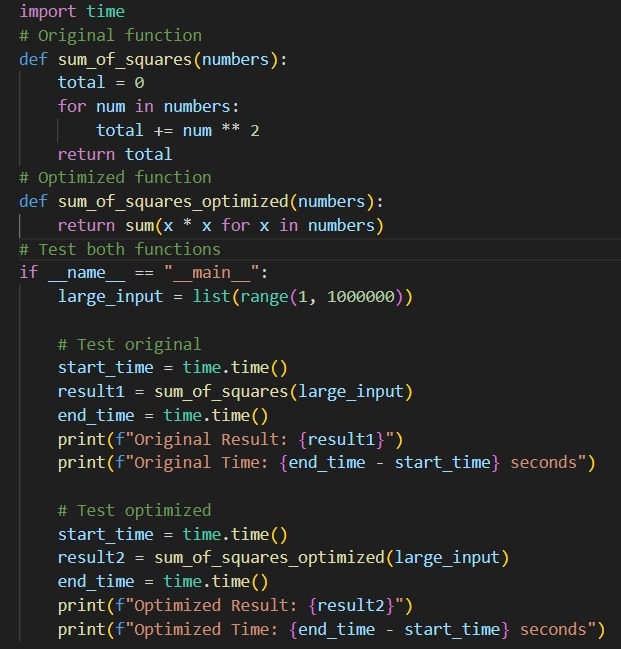 import time
# Original function
def sum_of_squares(numbers):
    total = 0
    for num in numbers:
        total += num ** 2
    return total
# Optimized function
def sum_of_squares_optimized(numbers):
    return sum(x * x for x in numbers)
# Test both functions
if __name__ == "__main__":
    large_input = list(range(1, 1000000))

    # Test original
    start_time = time.time()
    result1 = sum_of_squares(large_input)
    end_time = time.time()
    print(f"Original Result: {result1}")
    print(f"Original Time: {end_time - start_time} seconds")

    # Test optimized
    start_time = time.time()
    result2 = sum_of_squares_optimized(large_input)
    end_time = time.time()
    print(f"Optimized Result: {result2}")
    print(f"Optimized Time: {end_time - start_time} seconds")